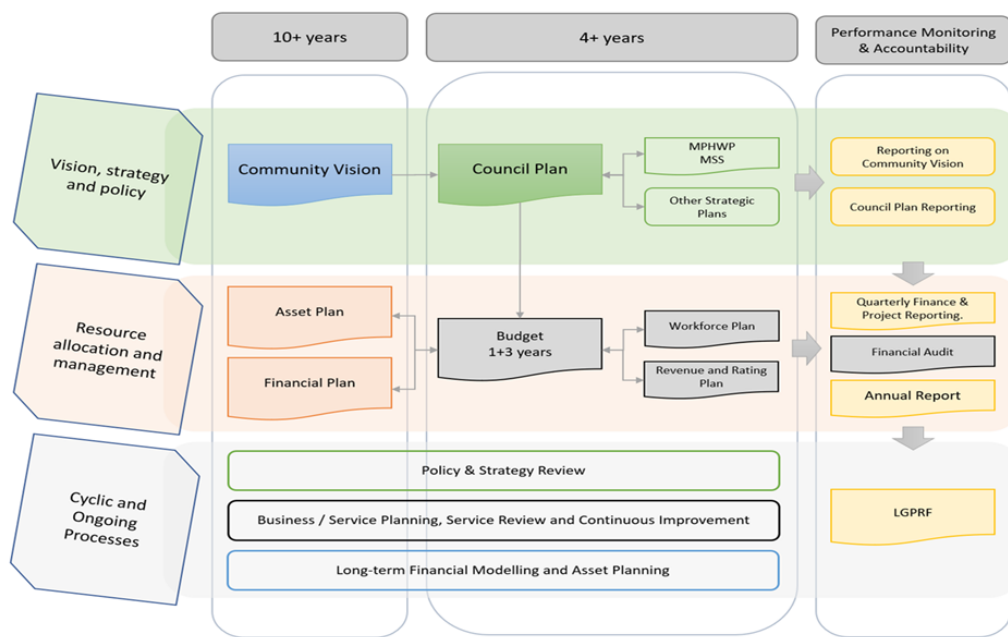 10+ years
4+ years
Performance Monitoring
& Accountability
Vision, strategy
and policy
Community Vision
Council Plan
MPHWP
MSS
Other Strategic
Plans
Reporting on
Community Vision
Council Plan Reporting
Resource
allocation and
management
Asset Plan
Financial Plan
Budget
1+3 years
Workforce Plan
Revenue and Rating
Plan
Quarterly Finance &
Project Reporting.
Financial Audit
Annual Report
Cyclic and
Ongoing
Processes
Policy & Strategy Review
Business / Service Planning, Service Review and Continuous Improvement
Long-term Financial Modelling and Asset Planning
LGPRF